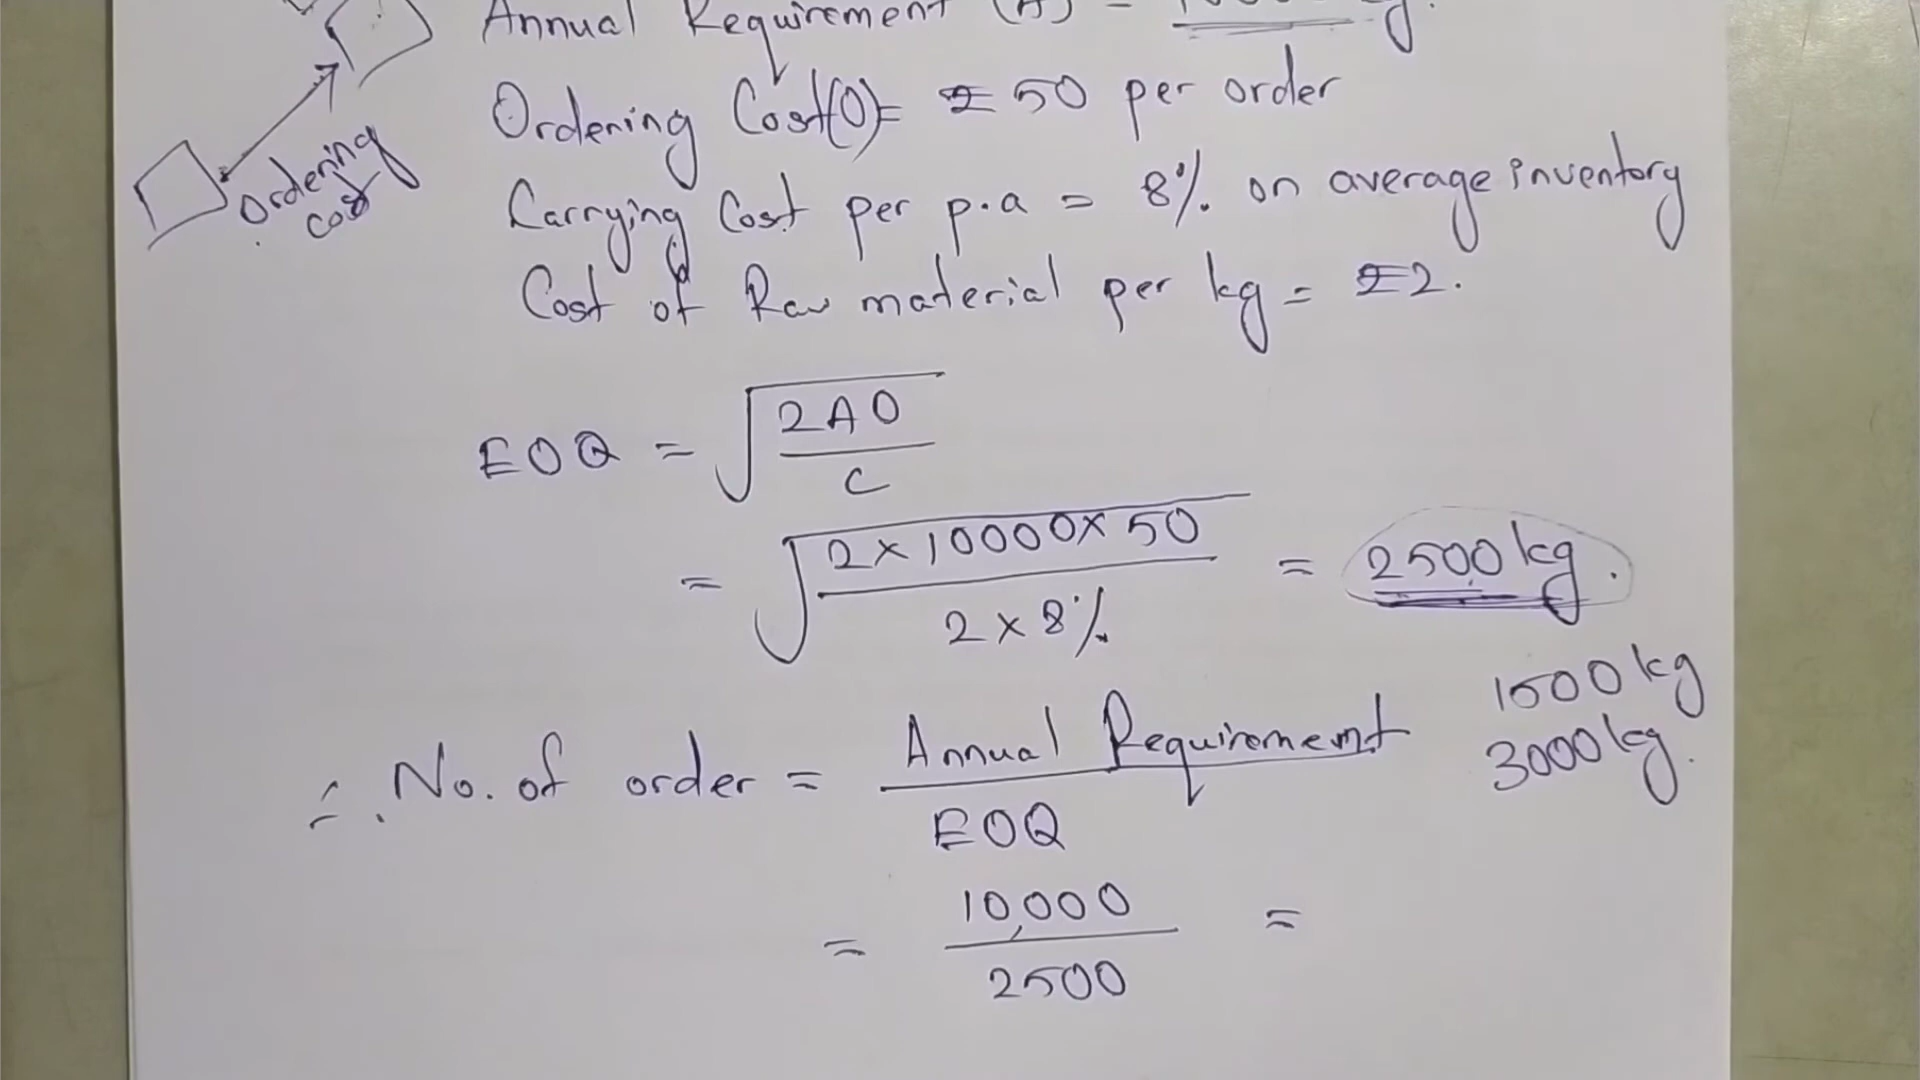 Annual Requirement (A) =
Ordering Cost(O)= ₹ 50 per order
Ordering
cost
Carrying Cost per p.a = 8% on average inventory
Cost of Raw material per kg = ₹2.
EOQ = √ 2AO
C
= √ 2 x 10000 x 50 = 2500 kg.
2 x 8%
1500 kg
3000 kg.
∴ No. of order = Annual Requirement
EOQ
= 10,000 =
2500